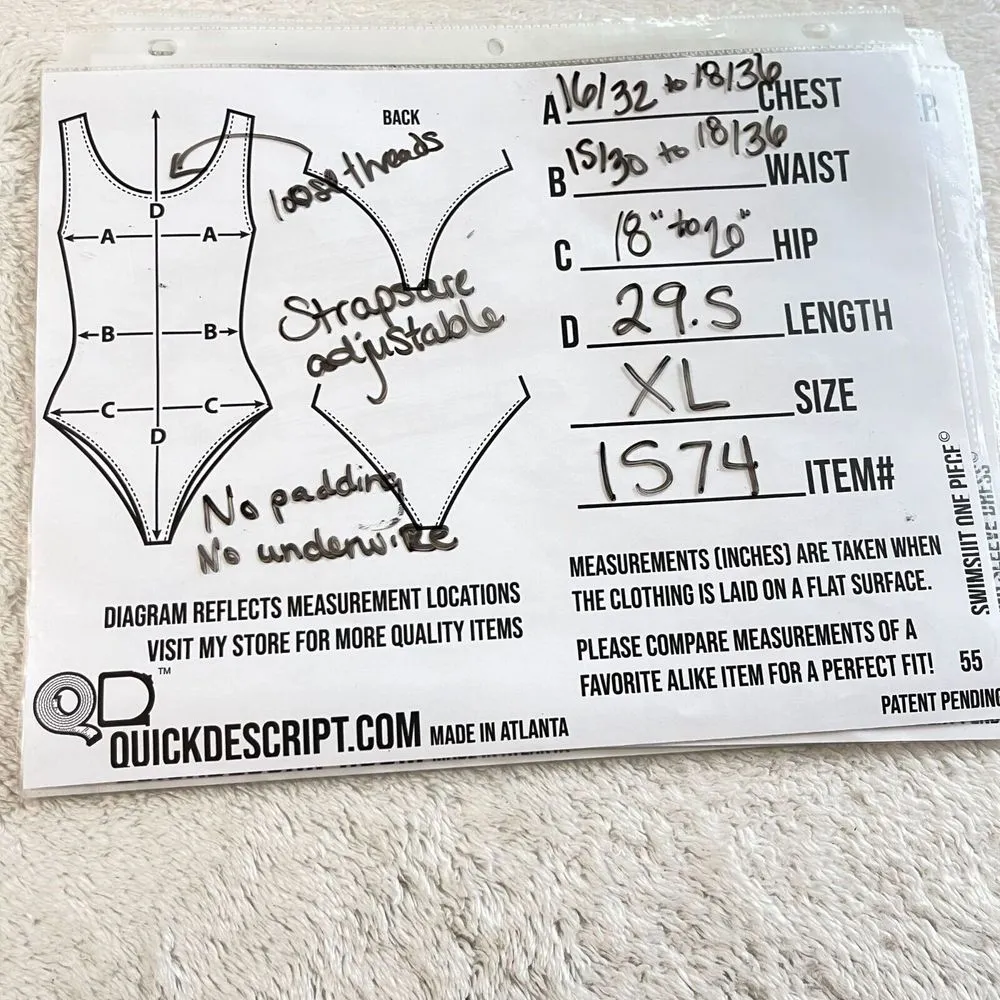 BACK
loose threads
D
A A
B B
C C
D
Straps are
adjustable
No padding
No underwire
DIAGRAM REFLECTS MEASUREMENT LOCATIONS
VISIT MY STORE FOR MORE QUALITY ITEMS
QD™
QUICKDESCRIPT.COM MADE IN ATLANTA
A 16/32 to 18/36 CHEST
B 15/30 to 18/36 WAIST
C 18" to 20" HIP
D 29.5 LENGTH
XL SIZE
1574 ITEM#
MEASUREMENTS (INCHES) ARE TAKEN WHEN
THE CLOTHING IS LAID ON A FLAT SURFACE.
PLEASE COMPARE MEASUREMENTS OF A
FAVORITE ALIKE ITEM FOR A PERFECT FIT!
55
PATENT PENDING
SWIMSUIT ONE PIECE©